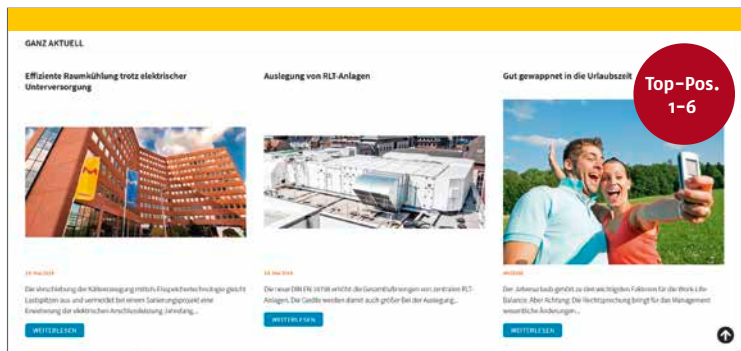 GANZ AKTUELL
Effiziente Raumkühlung trotz elektrischer
Unterversorgung
Die Verschiebung der Kälteerzeugung mittels Eisspeichertechnologie gleicht
Lastspitzen aus und vermeidet bei einem Sanierungsprojekt eine
Erweiterung der elektrischen Anschlussleistung. Jahrelang...
WEITERLESEN
Auslegung von RLT-Anlagen
Die neue DIN EN 16798 erhöht die Gesamtluftmengen von zentralen RLT-
Anlagen. Die Geräte werden damit auch größer. Bei der Auslegung...
WEITERLESEN
Gut gewappnet in die Urlaubszeit
Top-Pos.
1-6
ANZEIGE
Der Jahresurlaub gehört zu den wichtigsten Faktoren für die Work-Life-
Balance. Aber Achtung: Die Rechtsprechung bringt für das Management
wesentliche Änderungen...
WEITERLESEN